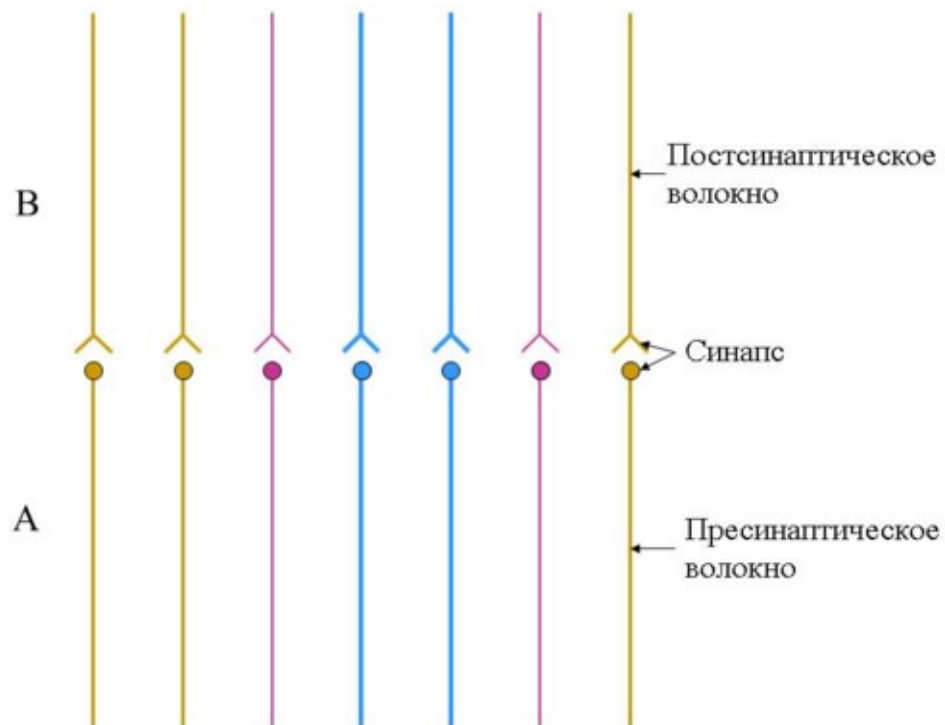 Постсинаптическое
волокно
В
Синапс
А
Пресинаптическое
волокно